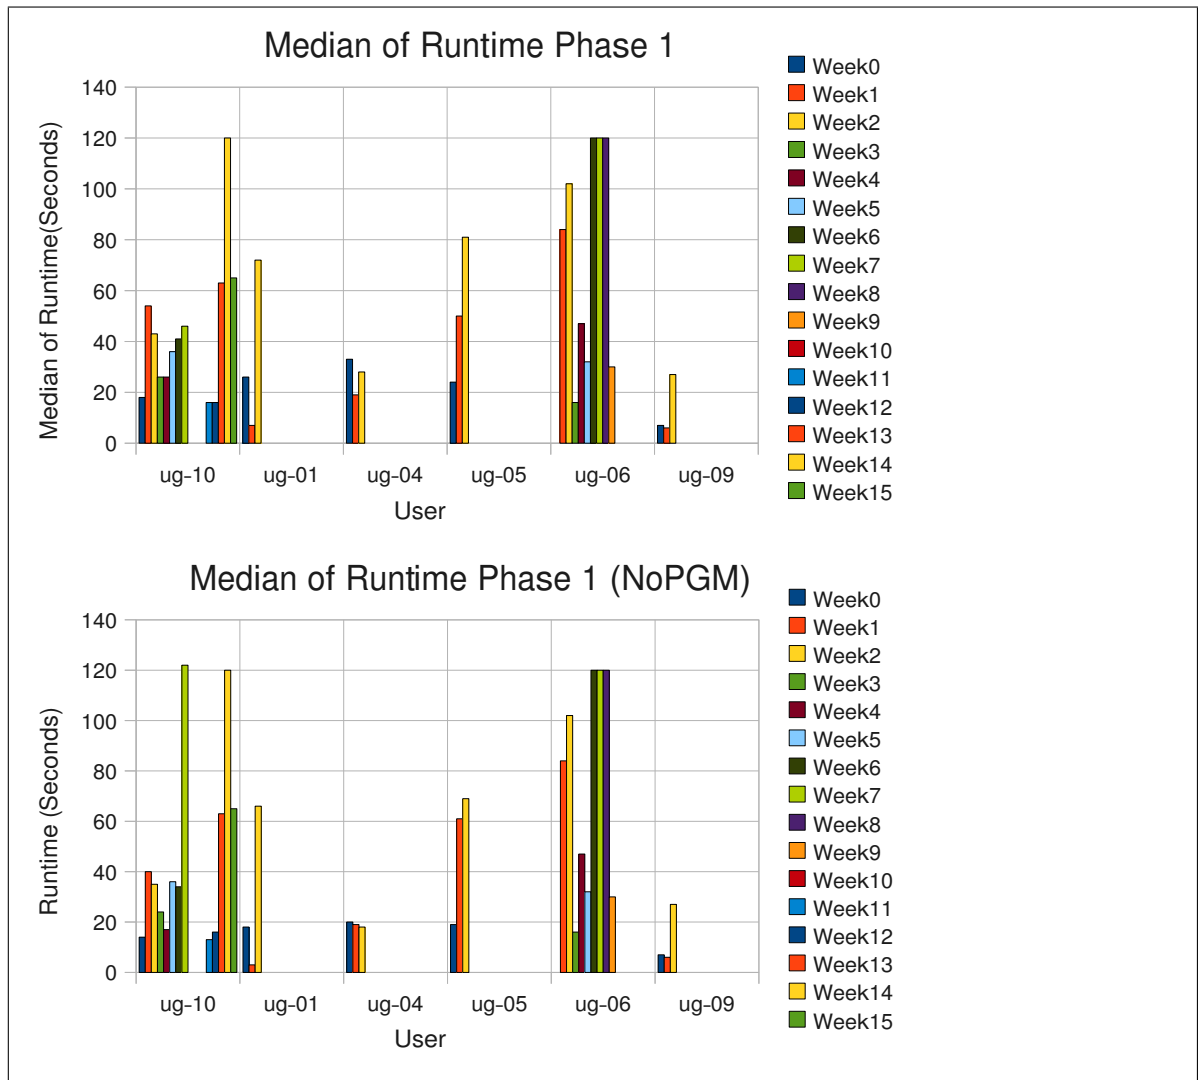 Median of Runtime Phase 1
Median of Runtime(Seconds)
140
120
100
80
60
40
20
0
ug-10 ug-01 ug-04 ug-05 ug-06 ug-09
User
Week0
Week1
Week2
Week3
Week4
Week5
Week6
Week7
Week8
Week9
Week10
Week11
Week12
Week13
Week14
Week15
Median of Runtime Phase 1 (NoPGM)
Runtime (Seconds)
140
120
100
80
60
40
20
0
ug-10 ug-01 ug-04 ug-05 ug-06 ug-09
User
Week0
Week1
Week2
Week3
Week4
Week5
Week6
Week7
Week8
Week9
Week10
Week11
Week12
Week13
Week14
Week15